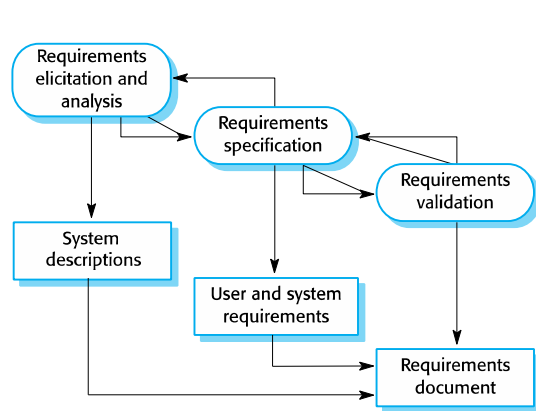 Requirements
elicitation and
analysis
Requirements
specification
Requirements
validation
System
descriptions
User and system
requirements
Requirements
document